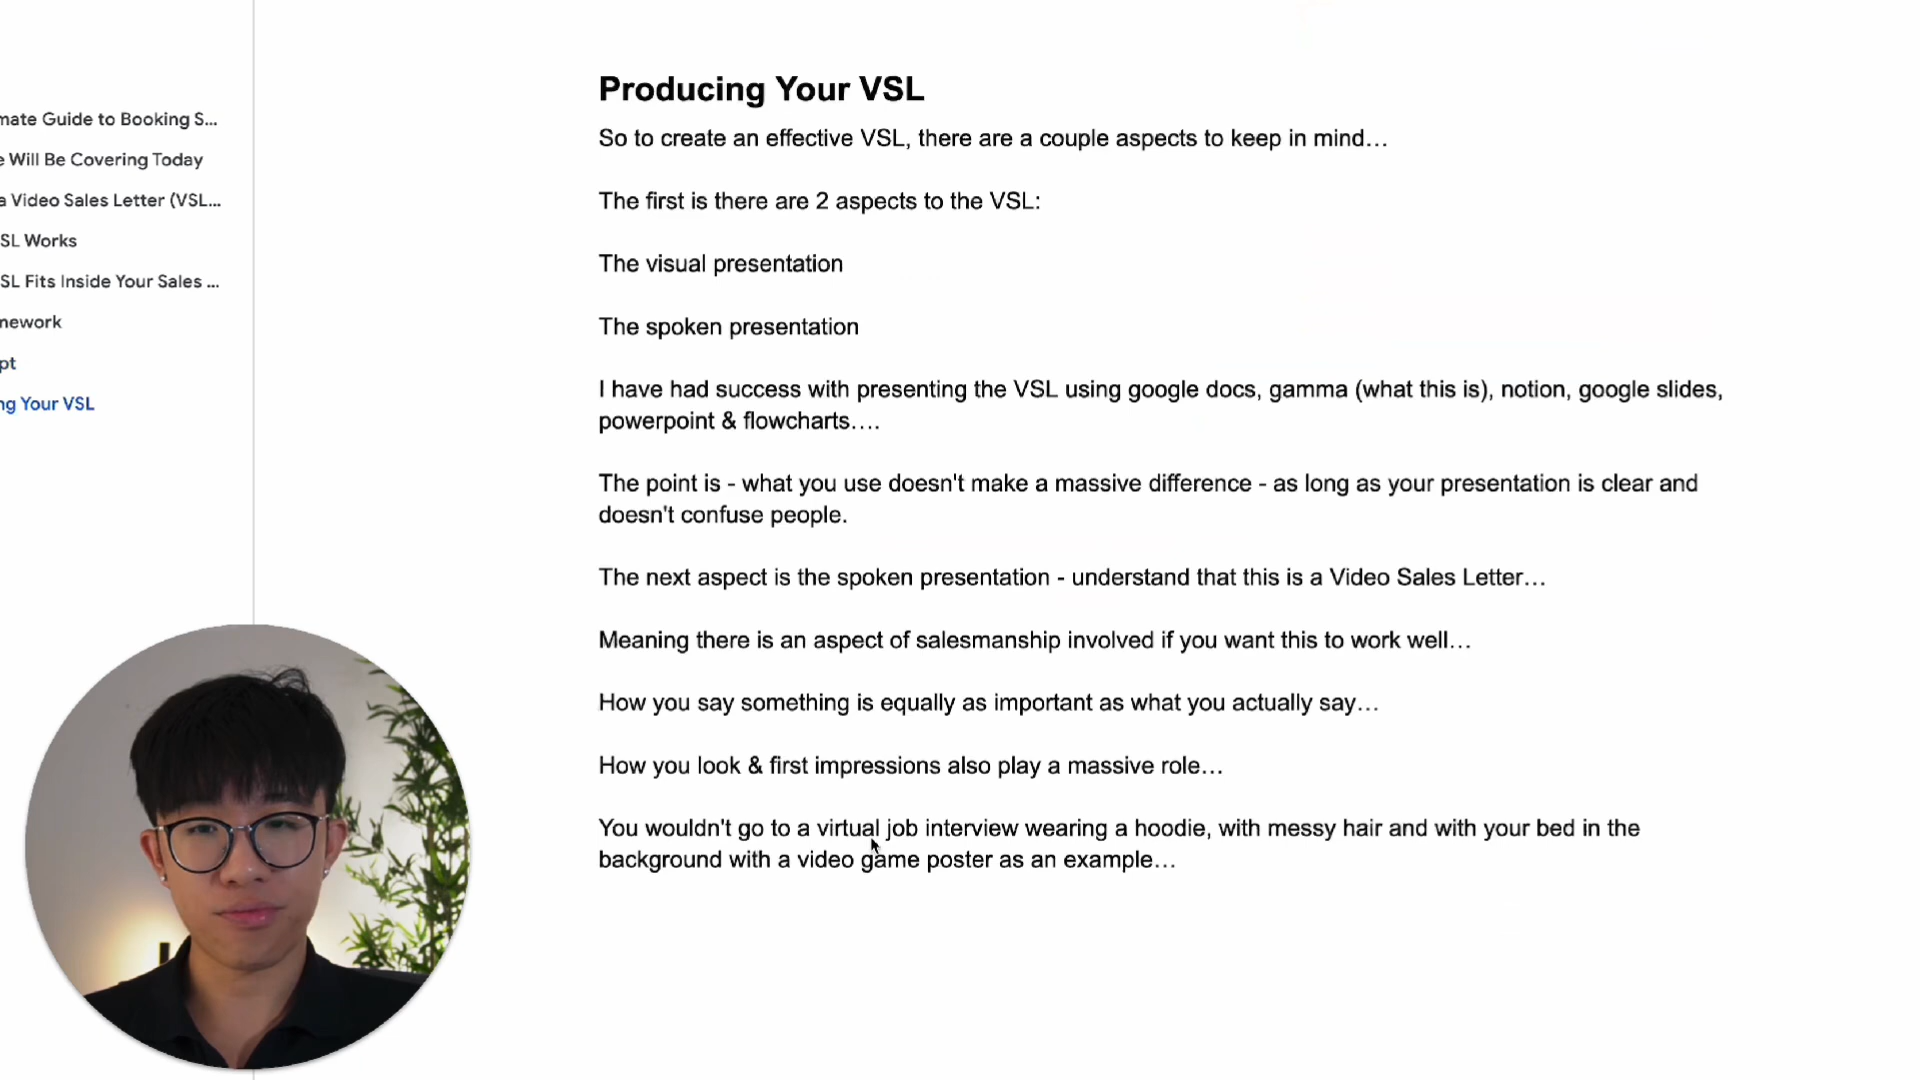 mate Guide to Booking S...
e Will Be Covering Today
a Video Sales Letter (VSL...
SL Works
SL Fits Inside Your Sales ...
nework
pt
ng Your VSL
Producing Your VSL
So to create an effective VSL, there are a couple aspects to keep in mind…
The first is there are 2 aspects to the VSL:
The visual presentation
The spoken presentation
I have had success with presenting the VSL using google docs, gamma (what this is), notion, google slides,
powerpoint & flowcharts….
The point is - what you use doesn't make a massive difference - as long as your presentation is clear and
doesn't confuse people.
The next aspect is the spoken presentation - understand that this is a Video Sales Letter…
Meaning there is an aspect of salesmanship involved if you want this to work well…
How you say something is equally as important as what you actually say…
How you look & first impressions also play a massive role…
You wouldn't go to a virtual job interview wearing a hoodie, with messy hair and with your bed in the
background with a video game poster as an example…